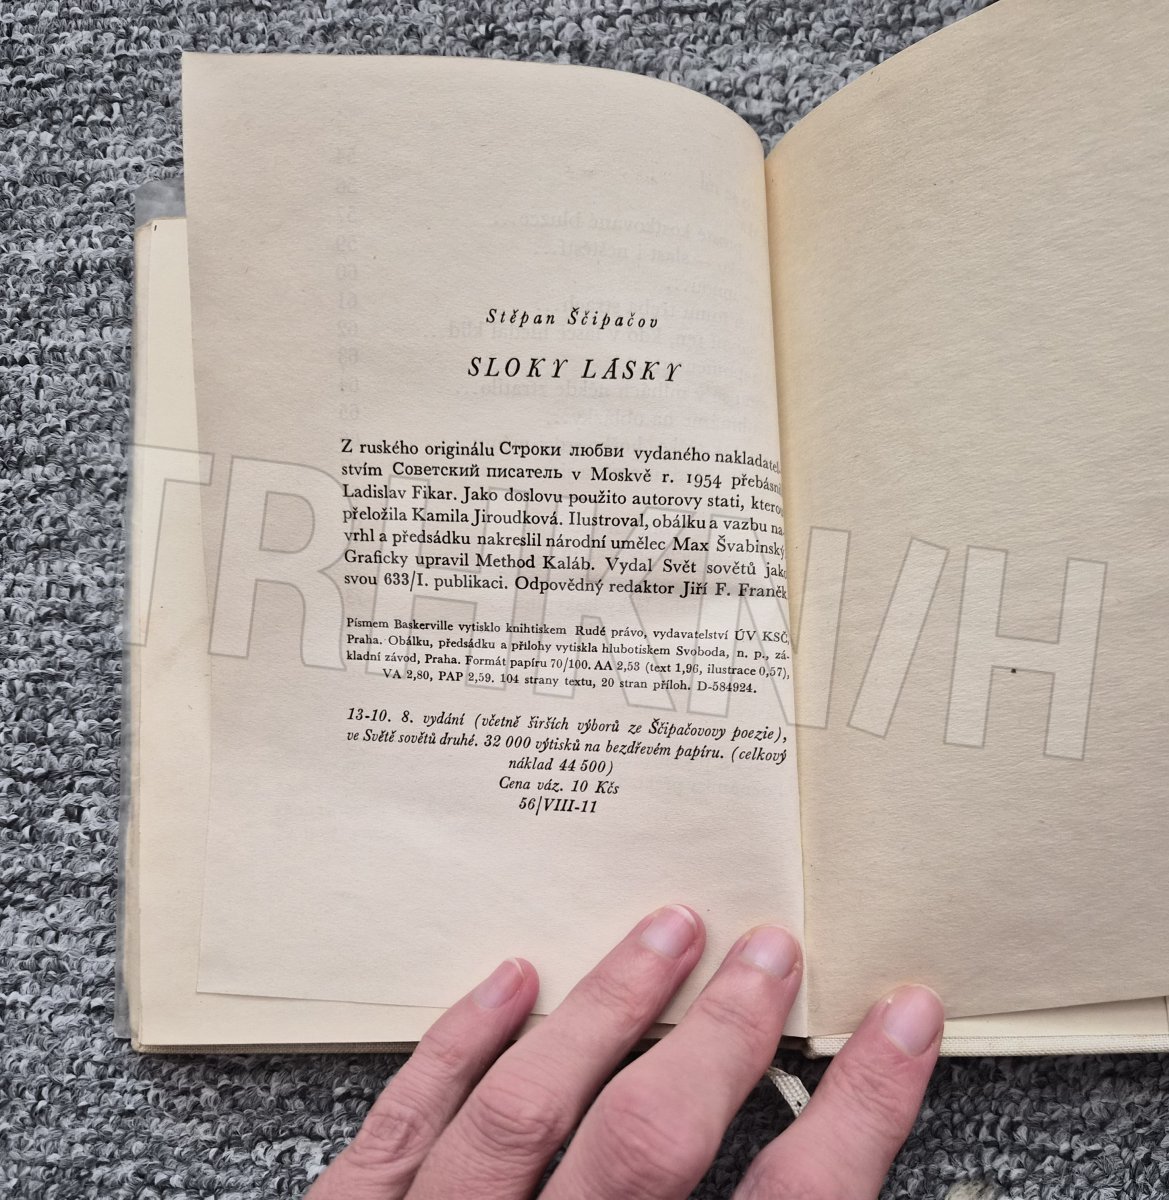 Stěpan Ščipačov
SLOKY LÁSKY
Z ruského originálu Строки любви vydaného nakladatel-
stvím Советский писатель v Moskvě r. 1954 přebásnil
Ladislav Fikar. Jako doslovu použito autorovy stati, kterou
přeložila Kamila Jiroudková. Ilustroval, obálku a vazbu na-
vrhl a předsádku nakreslil národní umělec Max Švabinský
Graficky upravil Method Kaláb. Vydal Svět sovětů jako
svou 633/I. publikaci. Odpovědný redaktor Jiří F. Franěk
Písmem Baskerville vytisklo knihtiskem Rudé právo, vydavatelství ÚV KSČ,
Praha. Obálku, předsádku a přílohy vytiskla hlubotiskem Svoboda, n. p., zá-
kladní závod, Praha. Formát papíru 70/100. AA 2,53 (text 1,96, ilustrace 0,57),
VA 2,80, PAP 2,59. 104 strany textu, 20 stran příloh. D-584924.
13-10. 8. vydání (včetně širších výborů ze Ščipačovovy poezie),
ve Světě sovětů druhé. 32 000 výtisků na bezdřevém papíru. (celkový
náklad 44 500)
Cena váz. 10 Kčs
56/VIII-11
TRHKN/H